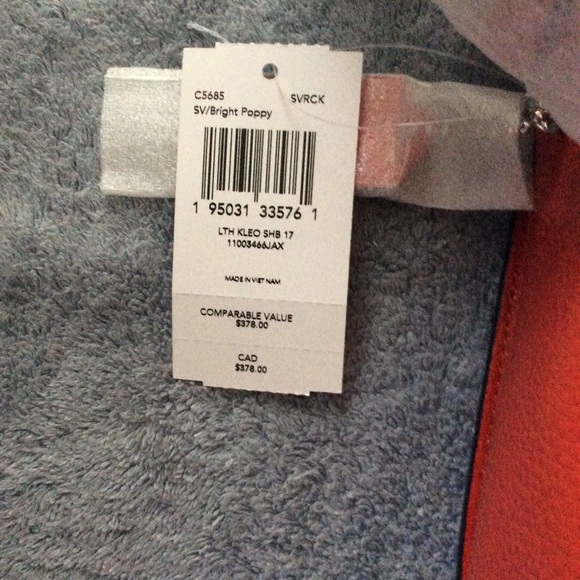 C5685 SVRCK
SV/Bright Poppy
1 95031 33576 1
LTH KLEO SHB 17
11003466JAX
MADE IN VIET NAM
COMPARABLE VALUE
$378.00
CAD
$378.00